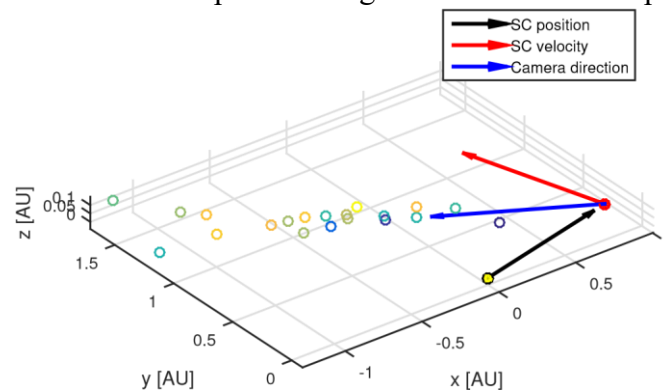 SC position
SC velocity
Camera direction
z [AU]
0.1
0.05
0
1.5
1
0.5
0
y [AU]
-1
-0.5
0
0.5
x [AU]